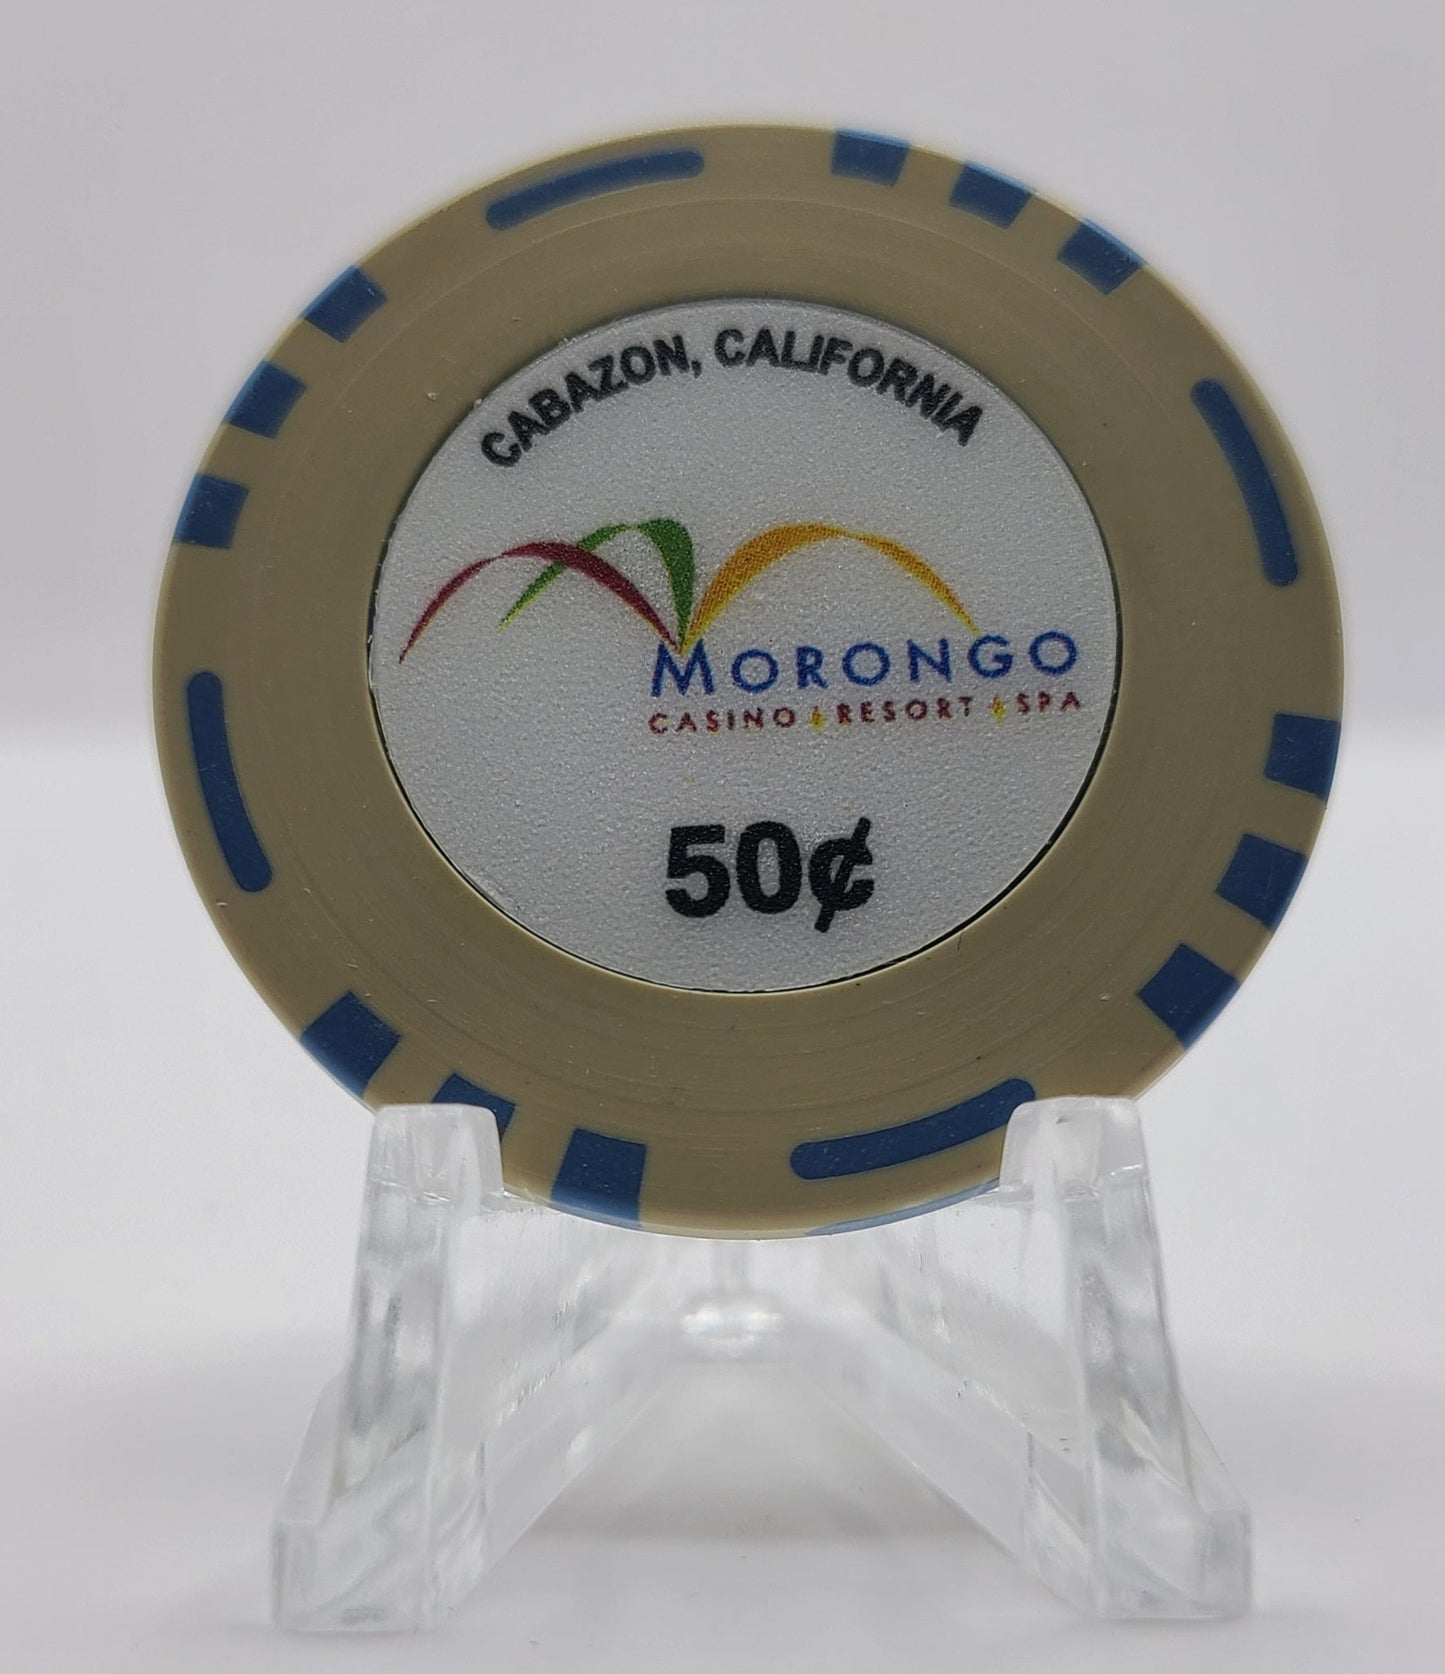 CABAZON, CALIFORNIA
MORONGO
CASINO RESORT SPA
50¢